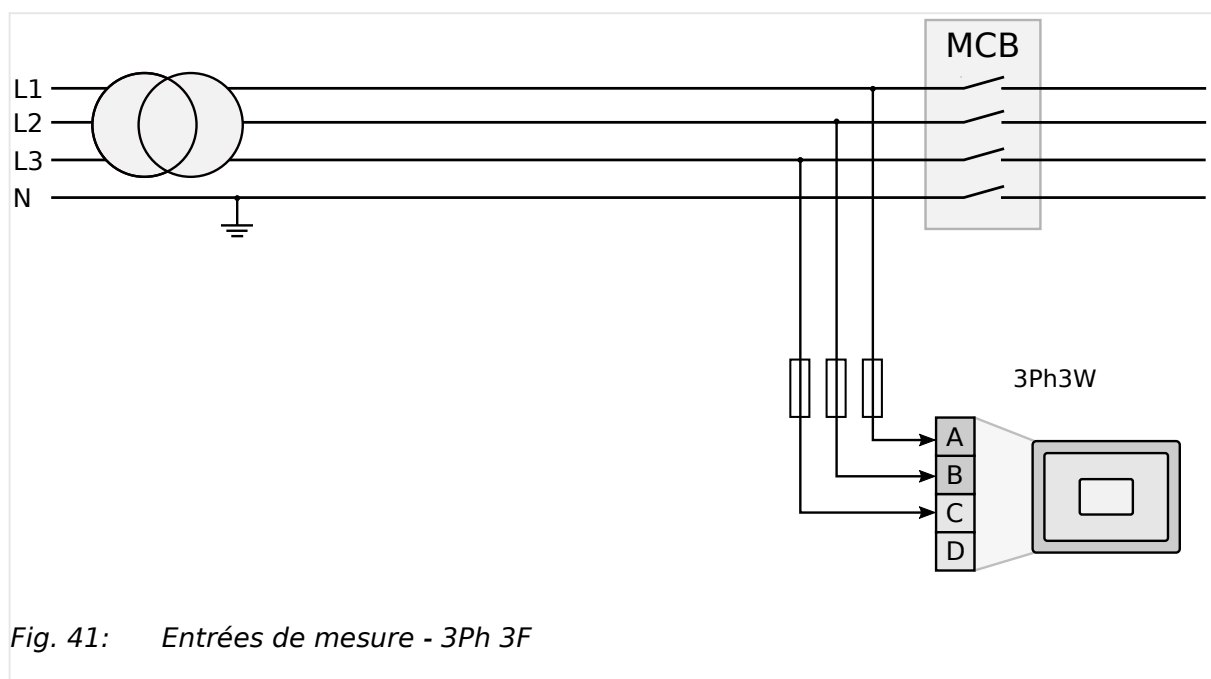 MCB
L1
L2
L3
N
3Ph3W
A
B
C
D
Fig. 41: Entrées de mesure - 3Ph 3F